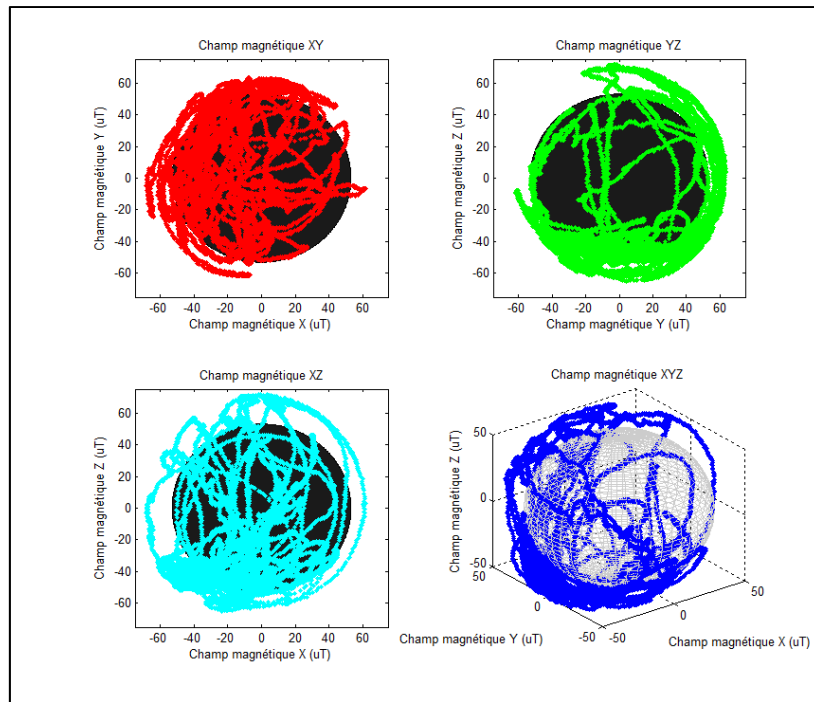 Champ magnétique XY
60
40
20
0
-20
-40
-60
Champ magnétique Y (uT)
-60 -40 -20 0 20 40 60
Champ magnétique X (uT)
Champ magnétique YZ
60
40
20
0
-20
-40
-60
Champ magnétique Z (uT)
-60 -40 -20 0 20 40 60
Champ magnétique Y (uT)
Champ magnétique XZ
60
40
20
0
-20
-40
-60
Champ magnétique Z (uT)
-60 -40 -20 0 20 40 60
Champ magnétique X (uT)
Champ magnétique XYZ
50
0
-50
Champ magnétique Z (uT)
50
0
-50
Champ magnétique Y (uT)
-50
0
50
Champ magnétique X (uT)